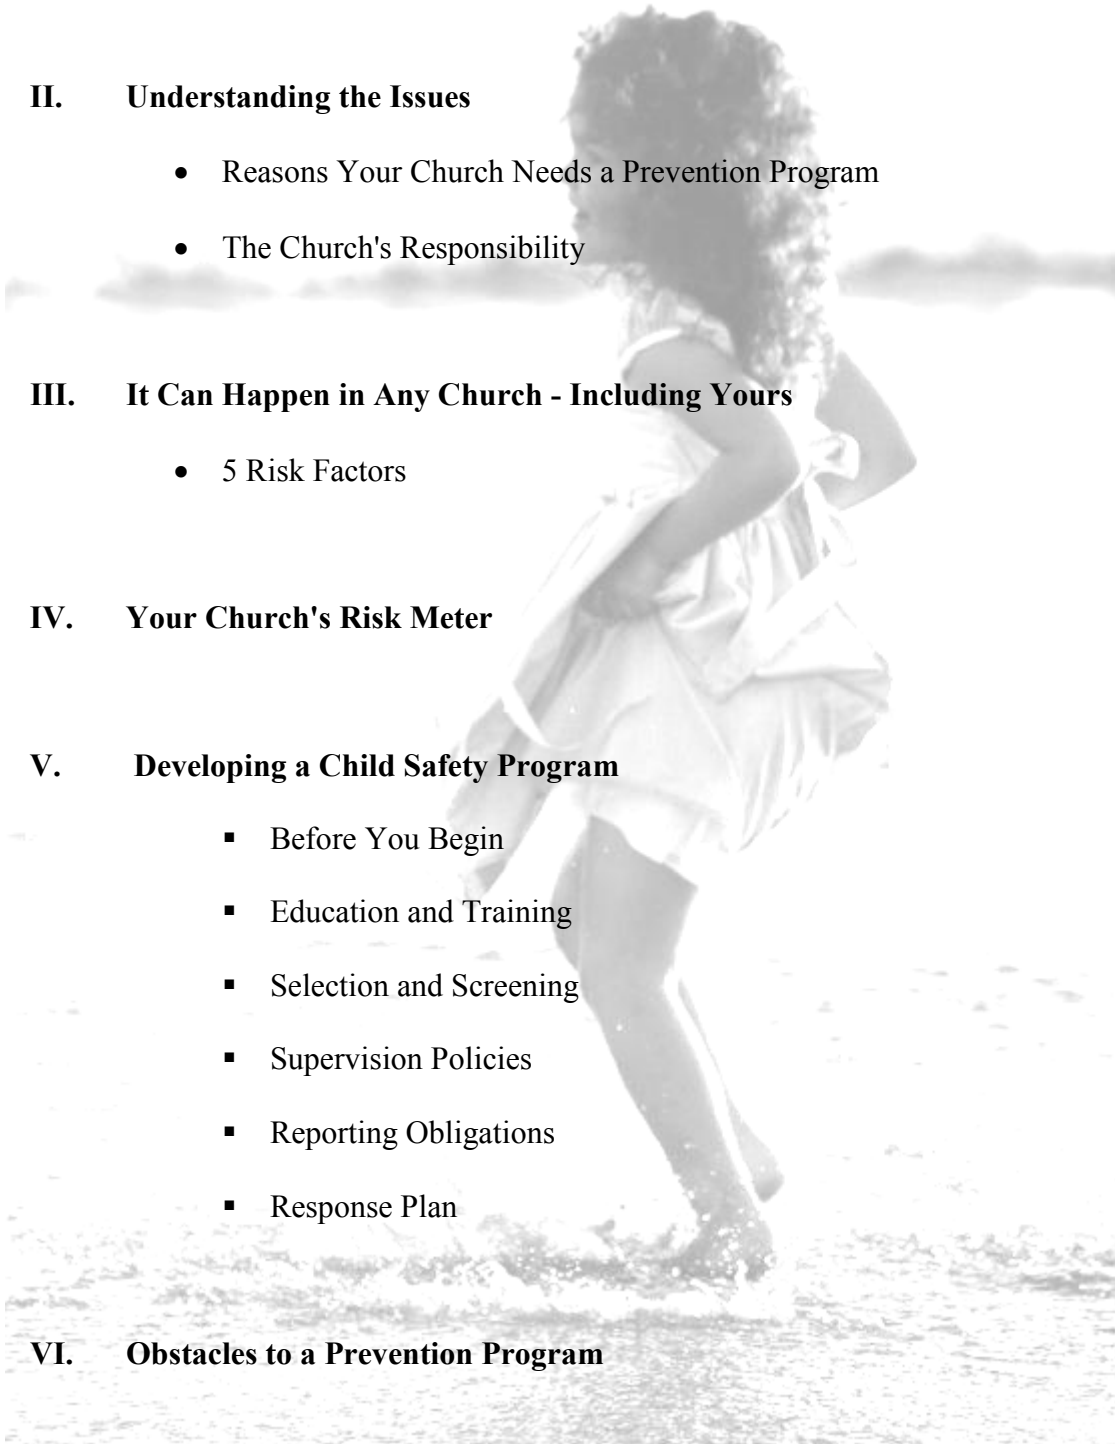 II. Understanding the Issues
• Reasons Your Church Needs a Prevention Program
• The Church's Responsibility
III. It Can Happen in Any Church - Including Yours
• 5 Risk Factors
IV. Your Church's Risk Meter
V. Developing a Child Safety Program
▪ Before You Begin
▪ Education and Training
▪ Selection and Screening
▪ Supervision Policies
▪ Reporting Obligations
▪ Response Plan
VI. Obstacles to a Prevention Program